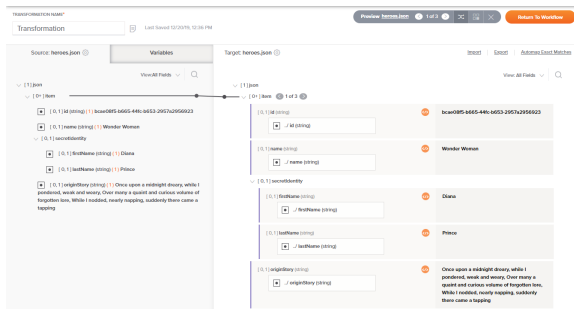 TRANSFORMATION NAME*
Transformation
Last Saved 12/20/19, 12:36 PM
Preview heroes.json 1 of 3
Return To Workflow
Source: heroes.json
Variables
Target: heroes.json
Import | Export | Automap Exact Matches
View: All Fields
View: All Fields
[ 1 ] json
[ 0+ ] item
[ 0, 1 ] id (string) ( 1 ) bcae08f5-b665-44fc-b653-2957a2956923
[ 0, 1 ] name (string) ( 1 ) Wonder Woman
[ 0, 1 ] secretIdentity
[ 0, 1 ] firstName (string) ( 1 ) Diana
[ 0, 1 ] lastName (string) ( 1 ) Prince
[ 0, 1 ] originStory (string) ( 1 ) Once upon a midnight dreary, while I
pondered, weak and weary, Over many a quaint and curious volume of
forgotten lore, While I nodded, nearly napping, suddenly there came a
tapping
[ 1 ] json
[ 0+ ] item 1 of 3
[ 0, 1 ] id (string)
../ id (string)
bcae08f5-b665-44fc-b653-2957a2956923
[ 0, 1 ] name (string)
../ name (string)
Wonder Woman
[ 0, 1 ] secretIdentity
[ 0, 1 ] firstName (string)
../ firstName (string)
Diana
[ 0, 1 ] lastName (string)
../ lastName (string)
Prince
[ 0, 1 ] originStory (string)
../ originStory (string)
Once upon a midnight dreary, while I
pondered, weak and weary, Over many a
quaint and curious volume of forgotten lore,
While I nodded, nearly napping, suddenly
there came a tapping